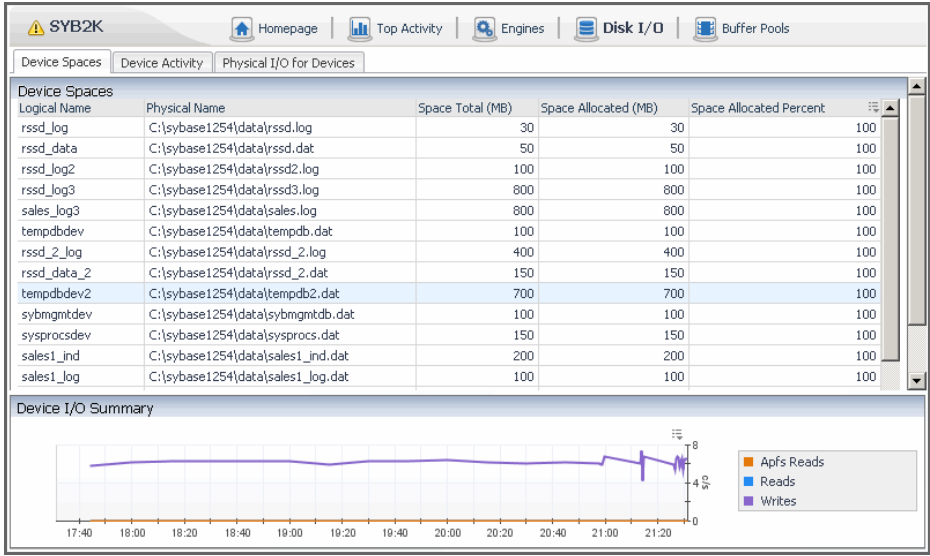 SYB2K Homepage Top Activity Engines Disk I/O Buffer Pools
Device Spaces Device Activity Physical I/O for Devices
Device Spaces
Logical Name Physical Name Space Total (MB) Space Allocated (MB) Space Allocated Percent
rssd_log C:\sybase1254\data\rssd.log 30 30 100
rssd_data C:\sybase1254\data\rssd.dat 50 50 100
rssd_log2 C:\sybase1254\data\rssd2.log 100 100 100
rssd_log3 C:\sybase1254\data\rssd3.log 800 800 100
sales_log3 C:\sybase1254\data\sales.log 800 800 100
tempdbdev C:\sybase1254\data\tempdb.dat 100 100 100
rssd_2_log C:\sybase1254\data\rssd_2.log 400 400 100
rssd_data_2 C:\sybase1254\data\rssd_2.dat 150 150 100
tempdbdev2 C:\sybase1254\data\tempdb2.dat 700 700 100
sybmgmtdev C:\sybase1254\data\sybmgmtdb.dat 100 100 100
sysprocsdev C:\sybase1254\data\sysprocs.dat 150 150 100
sales1_ind C:\sybase1254\data\sales1_ind.dat 200 200 100
sales1_log C:\sybase1254\data\sales1_log.dat 100 100 100
Device I/O Summary
8
4
0
c/s
17:40 18:00 18:20 18:40 19:00 19:20 19:40 20:00 20:20 20:40 21:00 21:20
Apfs Reads
Reads
Writes